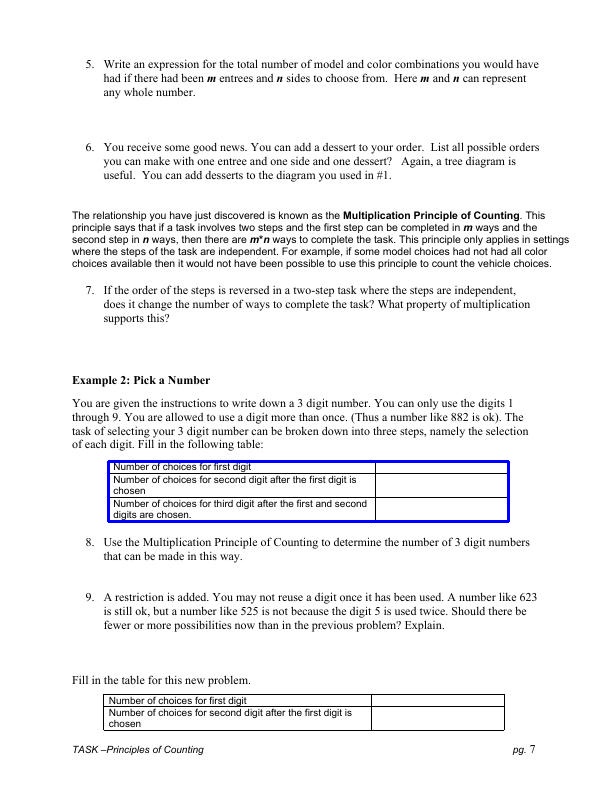 5. Write an expression for the total number of model and color combinations you would have
had if there had been m entrees and n sides to choose from. Here m and n can represent
any whole number.
6. You receive some good news. You can add a dessert to your order. List all possible orders
you can make with one entree and one side and one dessert? Again, a tree diagram is
useful. You can add desserts to the diagram you used in #1.
The relationship you have just discovered is known as the Multiplication Principle of Counting. This
principle says that if a task involves two steps and the first step can be completed in m ways and the
second step in n ways, then there are m*n ways to complete the task. This principle only applies in settings
where the steps of the task are independent. For example, if some model choices had not had all color
choices available then it would not have been possible to use this principle to count the vehicle choices.
7. If the order of the steps is reversed in a two-step task where the steps are independent,
does it change the number of ways to complete the task? What property of multiplication
supports this?
Example 2: Pick a Number
You are given the instructions to write down a 3 digit number. You can only use the digits 1
through 9. You are allowed to use a digit more than once. (Thus a number like 882 is ok). The
task of selecting your 3 digit number can be broken down into three steps, namely the selection
of each digit. Fill in the following table:
Number of choices for first digit
Number of choices for second digit after the first digit is
chosen
Number of choices for third digit after the first and second
digits are chosen.
8. Use the Multiplication Principle of Counting to determine the number of 3 digit numbers
that can be made in this way.
9. A restriction is added. You may not reuse a digit once it has been used. A number like 623
is still ok, but a number like 525 is not because the digit 5 is used twice. Should there be
fewer or more possibilities now than in the previous problem? Explain.
Fill in the table for this new problem.
Number of choices for first digit
Number of choices for second digit after the first digit is
chosen
TASK –Principles of Counting pg. 7